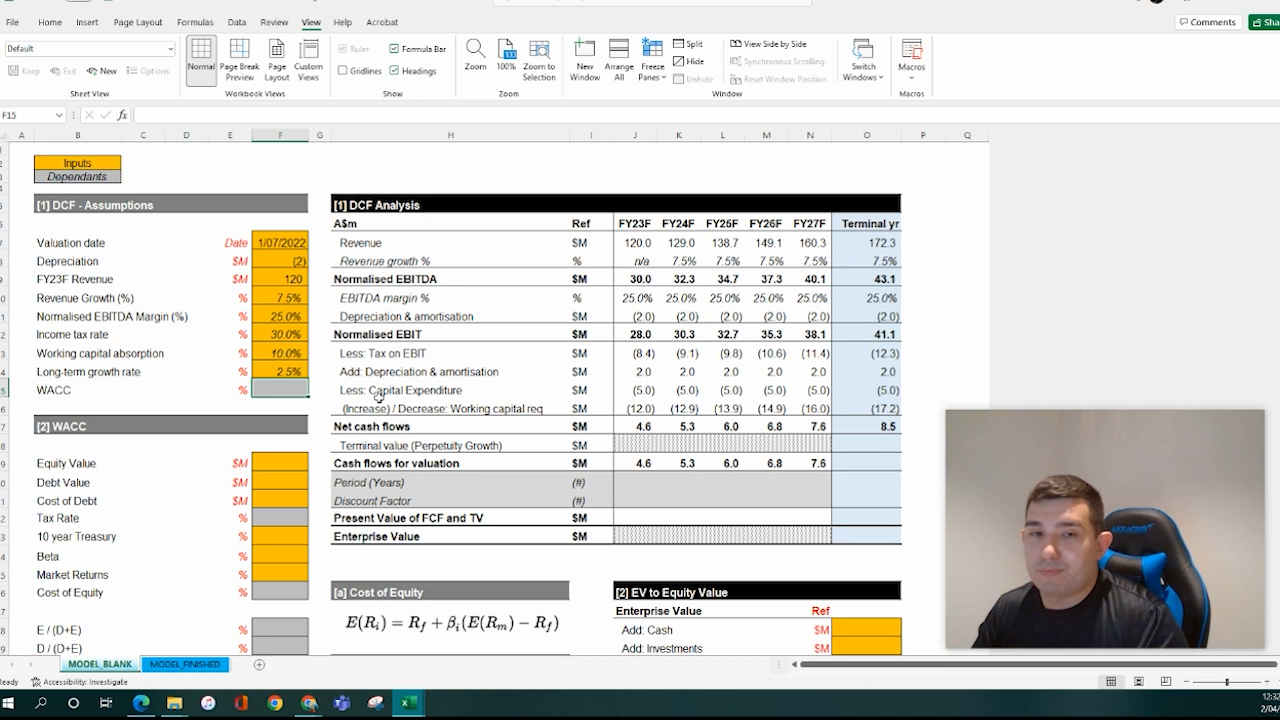 File Home Insert Page Layout Formulas Data Review View Help Acrobat Comments
Default Ruler Formula Bar Split View Side by Side
Keep Exit New Options Normal Page Break Preview Page Layout Custom Views Gridlines Headings Zoom 100% Zoom to Selection New Window Arrange All Freeze Panes Hide Unhide Synchronous Scrolling Reset Window Position Switch Windows Macros
Sheet View Workbook Views Show Zoom Window Macros
F15 fx
A B C D E F G H I J K L M N O P Q
Inputs
Dependants
[1] DCF - Assumptions
Valuation date Date 1/07/2022
Depreciation $M (2)
FY23F Revenue $M 120
Revenue Growth (%) % 7.5%
Normalised EBITDA Margin (%) % 25.0%
Income tax rate % 30.0%
Working capital absorption % 10.0%
Long-term growth rate % 2.5%
WACC %
[2] WACC
Equity Value $M
Debt Value $M
Cost of Debt $M
Tax Rate %
10 year Treasury %
Beta %
Market Returns %
Cost of Equity %
E / (D+E) %
D / (D+E) %
[1] DCF Analysis
A$m Ref FY23F FY24F FY25F FY26F FY27F Terminal yr
Revenue $M 120.0 129.0 138.7 149.1 160.3 172.3
Revenue growth % % n/a 7.5% 7.5% 7.5% 7.5% 7.5%
Normalised EBITDA $M 30.0 32.3 34.7 37.3 40.1 43.1
EBITDA margin % % 25.0% 25.0% 25.0% 25.0% 25.0% 25.0%
Depreciation & amortisation $M (2.0) (2.0) (2.0) (2.0) (2.0) (2.0)
Normalised EBIT $M 28.0 30.3 32.7 35.3 38.1 41.1
Less: Tax on EBIT $M (8.4) (9.1) (9.8) (10.6) (11.4) (12.3)
Add: Depreciation & amortisation $M 2.0 2.0 2.0 2.0 2.0 2.0
Less: Capital Expenditure $M (5.0) (5.0) (5.0) (5.0) (5.0) (5.0)
(Increase) / Decrease: Working capital req $M (12.0) (12.9) (13.9) (14.9) (16.0) (17.2)
Net cash flows $M 4.6 5.3 6.0 6.8 7.6 8.5
Terminal value (Perpetuity Growth) $M
Cash flows for valuation $M 4.6 5.3 6.0 6.8 7.6
Period (Years) (#)
Discount Factor (#)
Present Value of FCF and TV $M
Enterprise Value $M
[a] Cost of Equity
E(Ri) = Rf + βi(E(Rm) − Rf)
[2] EV to Equity Value
Enterprise Value Ref
Add: Cash $M
Add: Investments $M
AKRACING
MODEL_BLANK MODEL_FINISHED
Accessibility: Investigate